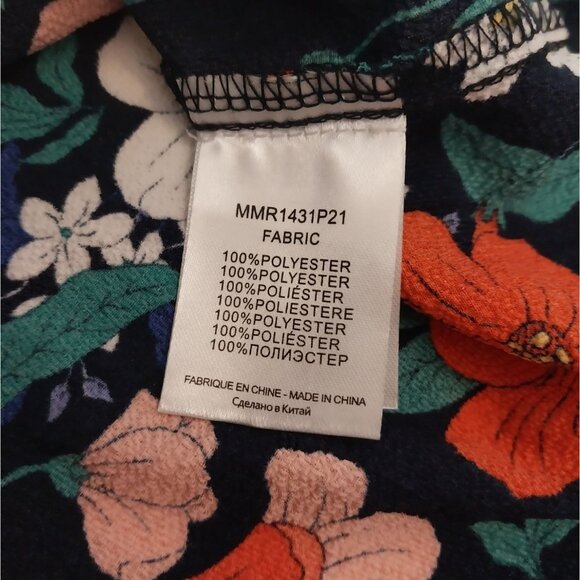 MMR1431P21
FABRIC
100%POLYESTER
100%POLYESTER
100%POLIÉSTER
100%POLIESTERE
100%POLYESTER
100%POLIÉSTER
100%ПОЛИЭСТЕР
FABRIQUE EN CHINE - MADE IN CHINA
Сделано в Китай